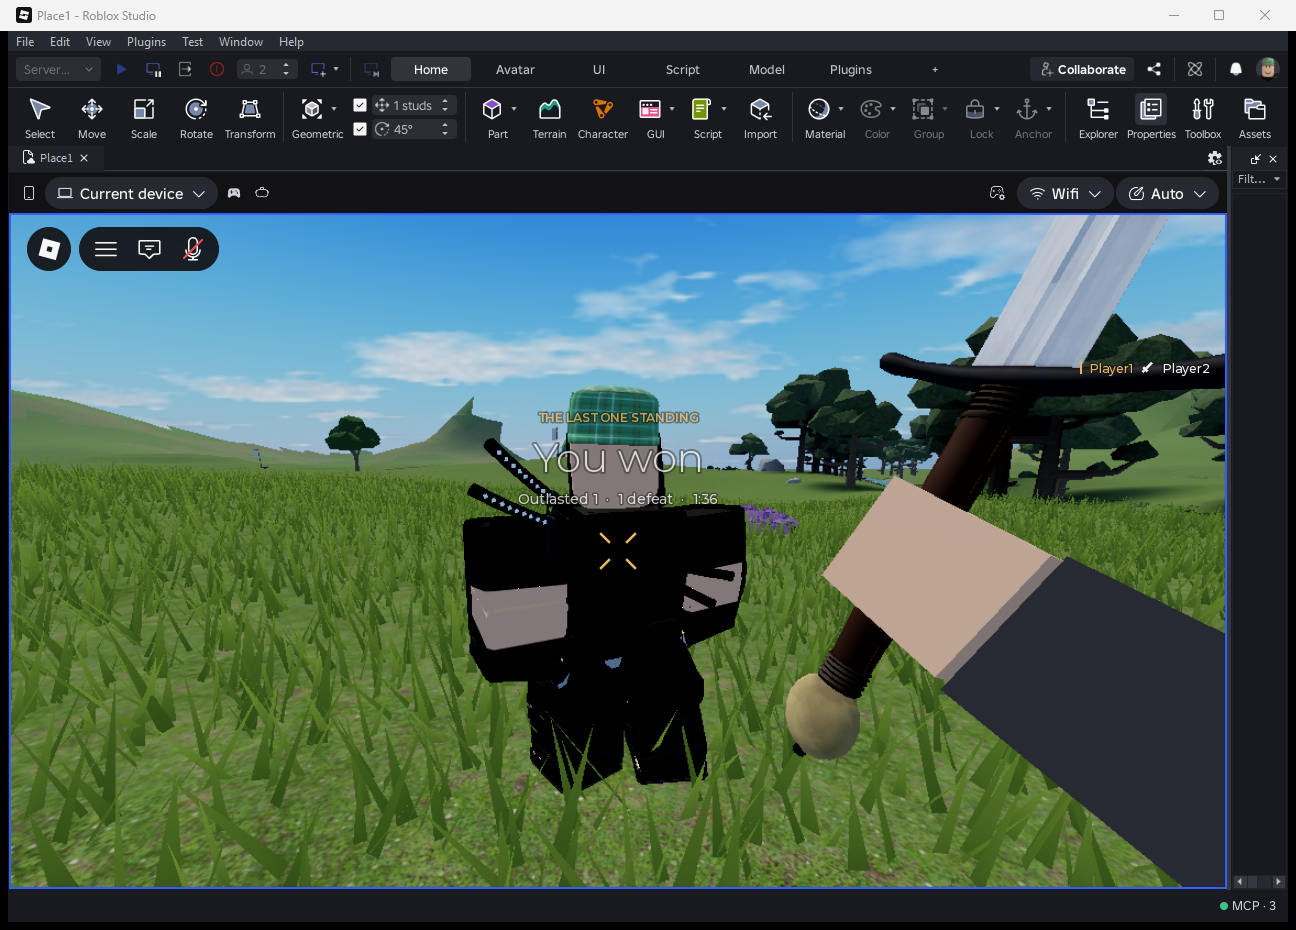 Place1 - Roblox Studio
File Edit View Plugins Test Window Help
Server... 2 Home Avatar UI Script Model Plugins + Collaborate
1 studs
45°
Select Move Scale Rotate Transform Geometric Part Terrain Character GUI Script Import Material Color Group Lock Anchor Explorer Properties Toolbox Assets
Place1
Filt...
Current device Wifi Auto
Player1 Player2
THE LAST ONE STANDING
You won
Outlasted 1 · 1 defeat · 1:36
MCP · 3